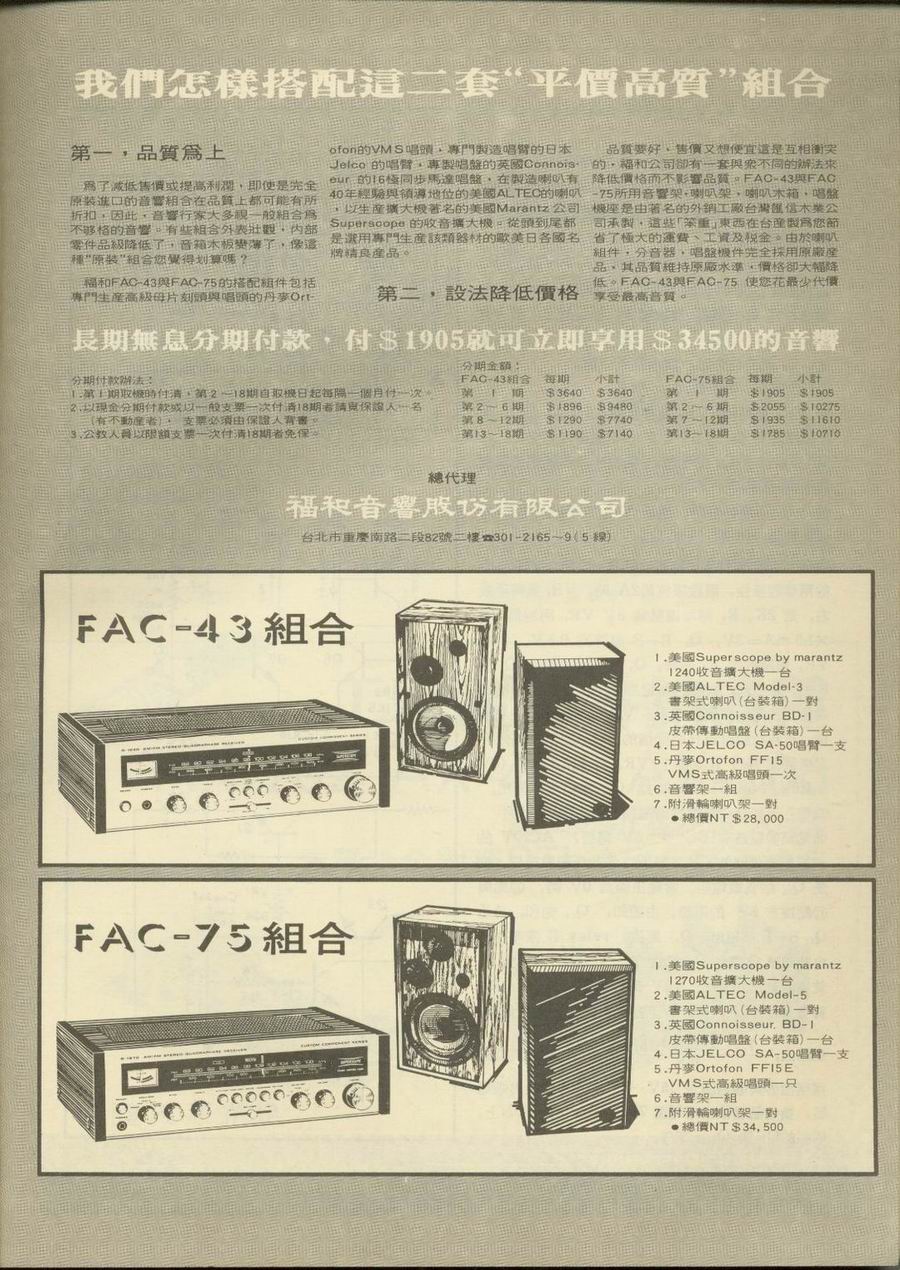 我們怎樣搭配這二套“平價高質”組合
第一，品質爲上
爲了減低售價或提高利潤，即使是完全
原裝進口的音響組合在品質上都可能有所
折扣，因此，音響行家大多視一般組合爲
不够格的音響。有些組合外表壯觀，內部
零件品級降低了，音箱木板變薄了，像這
種“原裝”組合您覺得划算嗎？
福和FAC-43與FAC-75的搭配組件包括
專門生產高級母片刻頭與唱頭的丹麥Ort-
ofon的VMS唱頭，專門製造唱臂的日本
Jelco 的唱臂，專製唱盤的英國Connois-
eur 的16極同步馬達唱盤，在製造喇叭有
40年經驗與領導地位的美國ALTEC的喇叭
，以生產擴大機著名的美國Marantz 公司
Superscope 的收音擴大機。從頭到尾都
是選用專門生產該類器材的歐美日各國名
牌精良產品。
第二，設法降低價格
品質要好，售價又想便宜這是互相衝突
的，福和公司卻有一套與衆不同的辦法來
降低價格而不影響品質。FAC-43與FAC
-75所用音響架，喇叭架，喇叭木箱，唱盤
機座是由著名的外銷工廠台灣匯信木業公
司承製，這些「笨重」東西在台産製爲您節
省了極大的運費、工資及税金。由於喇叭
組件，分音器，唱盤機件完全採用原廠産
品，其品質維持原廠水準，價格卻大幅降
低。FAC-43與FAC-75 使您花最少代價
享受最高音質。
長期無息分期付款，付＄1905就可立即享用＄34500的音響
分期付款辦法：
1.第1期取機時付清，第2～18期自取機日起每隔一個月付一次。
2.以現金分期付款或以一般支票一次付清18期者請覓保證人一名
(有不動産者)，支票必須由保證人背書。
3.公教人員以限額支票一次付清18期者免保。
分期金額：
FAC-43組合 每期 小計
第 1 期 ＄3640 ＄3640
第2～6期 ＄1896 ＄9480
第8～12期 ＄1290 ＄7740
第13～18期 ＄1190 ＄7140
FAC-75組合 每期 小計
第 1 期 ＄1905 ＄1905
第2～6期 ＄2055 ＄10275
第7～12期 ＄1935 ＄11610
第13～18期 ＄1785 ＄10710
總代理
福和音響股份有限公司
台北市重慶南路二段82號二樓☎301-2165～9(5線)
FAC-43組合
1.美國Superscope by marantz
1240收音擴大機一台
2.美國ALTEC Model-3
書架式喇叭(台裝箱)一對
3.英國Connoisseur BD-1
皮帶傳動唱盤(台裝箱)一台
4.日本JELCO SA-50唱臂一支
5.丹麥Ortofon FF15
VMS式高級唱頭一次
6.音響架一組
7.附滑輪喇叭架一對
●總價NT＄28,000
FAC-75組合
1.美國Superscope by marantz
1270收音擴大機一台
2.美國ALTEC Model-5
書架式喇叭(台裝箱)一對
3.英國Connoisseur. BD-1
皮帶傳動唱盤(台裝箱)一台
4.日本JELCO SA-50唱臂一支
5.丹麥Ortofon FF15E
VMS式高級唱頭一只
6.音響架一組
7.附滑輪喇叭架一對
●總價NT＄34,500